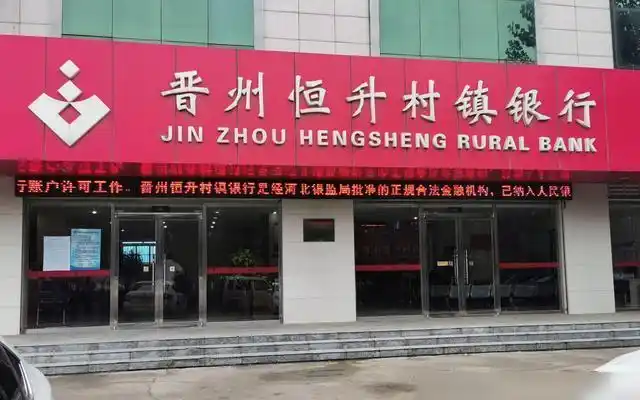 晋州恒升村镇银行
JIN ZHOU HENGSHENG RURAL BANK
行账户许可工作。晋州恒升村镇银行是经河北银监局批准的正规合法金融机构，已纳入人民银